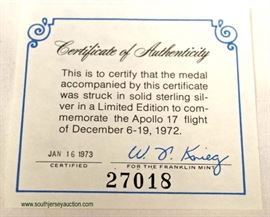 Certificate of Authenticity
This is to certify that the medal
accompanied by this certificate
was struck in solid sterling sil-
ver in a Limited Edition to com-
memorate the Apollo 17 flight
of December 6-19, 1972.
JAN 16 1973
CERTIFIED
FOR THE FRANKLIN MINT
27018
www.southjerseyauction.com